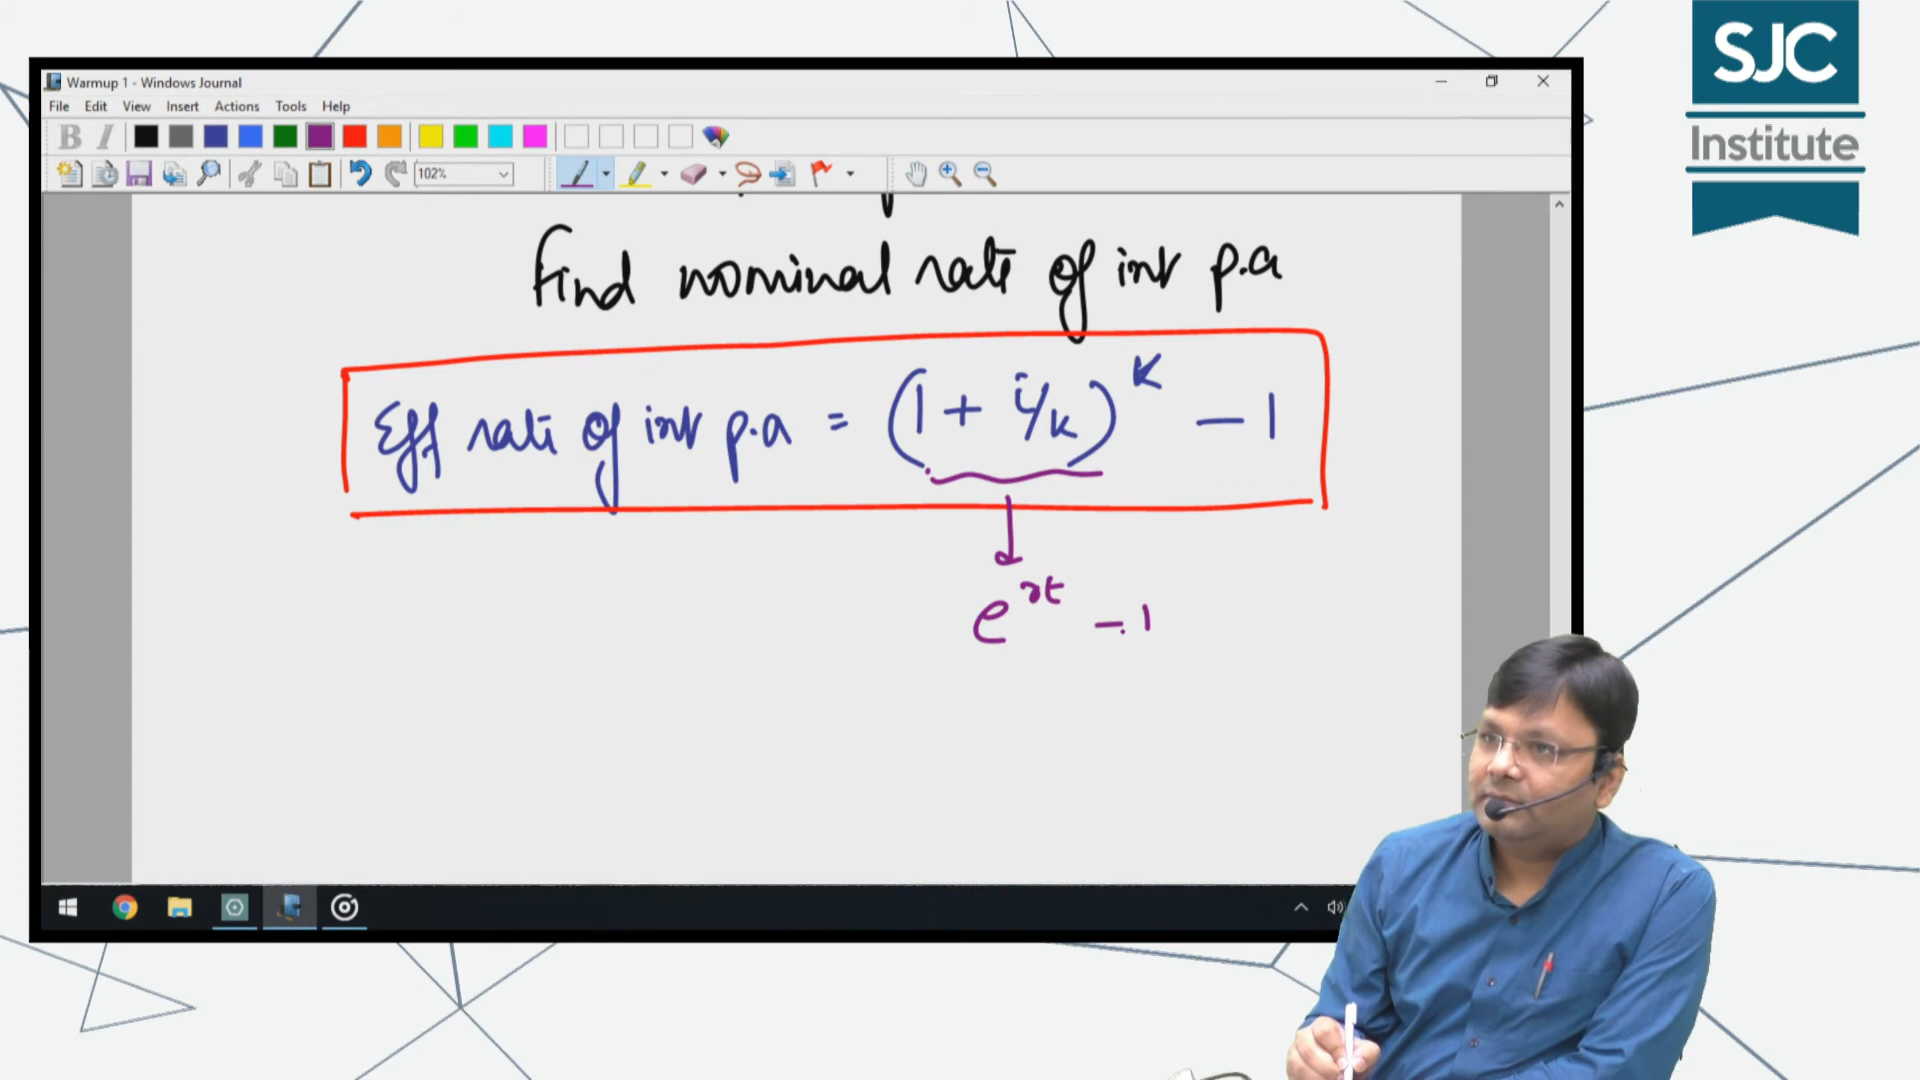 SJC
Institute
Warmup 1 - Windows Journal
File Edit View Insert Actions Tools Help
B I
102%
Find nominal rate of int p.a
Eff rate of int p.a = (1 + i/k)^k - 1
e^rt - 1